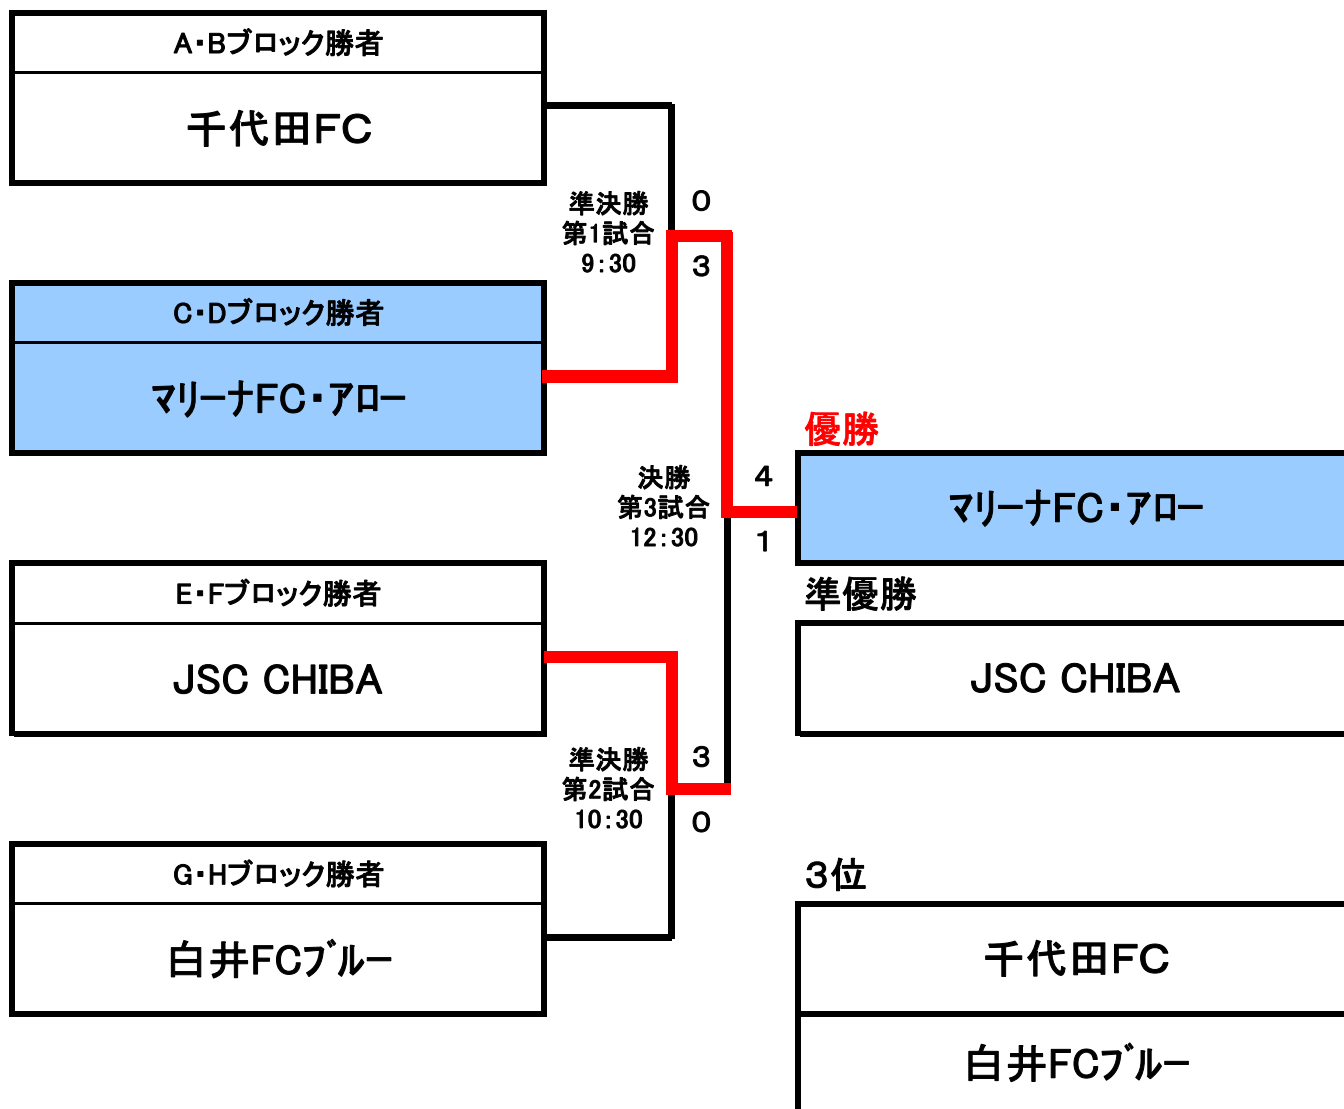 A・Bブロック勝者
千代田FC
準決勝
第1試合
9:30
0
3
C・Dブロック勝者
マリーナFC・アロー
優勝
マリーナFC・アロー
決勝
第3試合
12:30
4
1
準優勝
JSC CHIBA
E・Fブロック勝者
JSC CHIBA
準決勝
第2試合
10:30
3
0
G・Hブロック勝者
白井FCブルー
3位
千代田FC
白井FCブルー